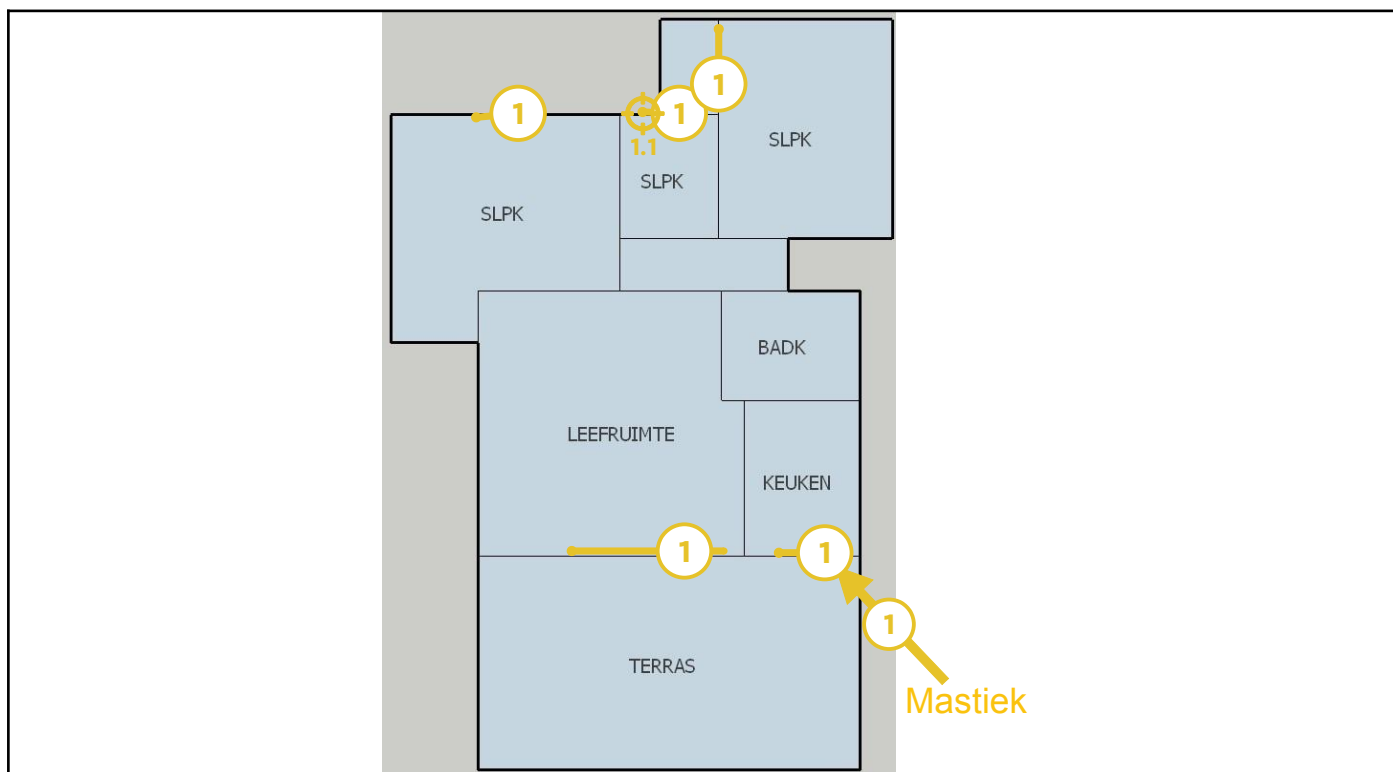 1
1
1
1.1
SLPK
SLPK
SLPK
BADK
LEEFRUIMTE
KEUKEN
1
1
1
TERRAS
Mastiek